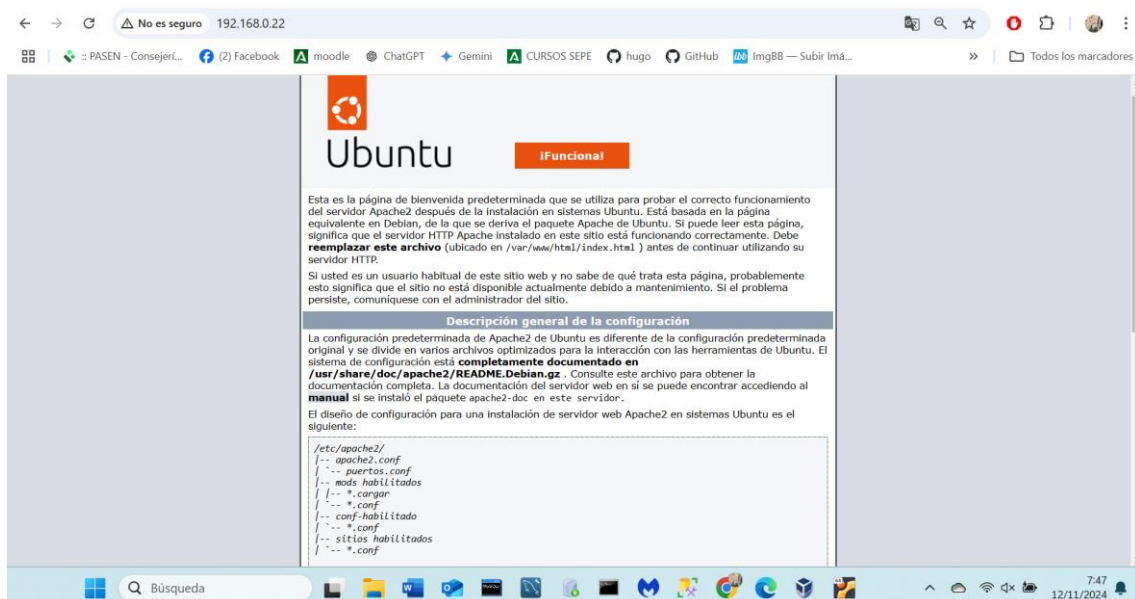 No es seguro 192.168.0.22
:: PASEN - Consejerí... (2) Facebook moodle ChatGPT Gemini CURSOS SEPE hugo GitHub ImgBB — Subir Imá... » Todos los marcadores
Ubuntu
¡Funciona!
Esta es la página de bienvenida predeterminada que se utiliza para probar el correcto funcionamiento
del servidor Apache2 después de la instalación en sistemas Ubuntu. Está basada en la página
equivalente en Debian, de la que se deriva el paquete Apache de Ubuntu. Si puede leer esta página,
significa que el servidor HTTP Apache instalado en este sitio está funcionando correctamente. Debe
reemplazar este archivo (ubicado en /var/www/html/index.html ) antes de continuar utilizando su
servidor HTTP.
Si usted es un usuario habitual de este sitio web y no sabe de qué trata esta página, probablemente
esto significa que el sitio no está disponible actualmente debido a mantenimiento. Si el problema
persiste, comuníquese con el administrador del sitio.
Descripción general de la configuración
La configuración predeterminada de Apache2 de Ubuntu es diferente de la configuración predeterminada
original y se divide en varios archivos optimizados para la interacción con las herramientas de Ubuntu. El
sistema de configuración está completamente documentado en
/usr/share/doc/apache2/README.Debian.gz . Consulte este archivo para obtener la
documentación completa. La documentación del servidor web en sí se puede encontrar accediendo al
manual si se instaló el paquete apache2-doc en este servidor.
El diseño de configuración para una instalación de servidor web Apache2 en sistemas Ubuntu es el
siguiente:
/etc/apache2/
|-- apache2.conf
| `-- puertos.conf
|-- mods habilitados
| |-- *.cargar
| `-- *.conf
|-- conf-habilitado
| `-- *.conf
|-- sitios habilitados
| `-- *.conf
Búsqueda
7:47
12/11/2024